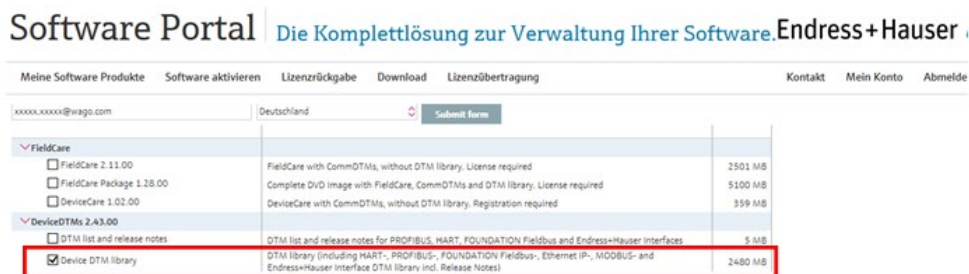 Software Portal Die Komplettlösung zur Verwaltung Ihrer Software. Endress+Hauser
Meine Software Produkte Software aktivieren Lizenzrückgabe Download Lizenzübertragung Kontakt Mein Konto Abmelde
xxxxx.xxxxx@wago.com Deutschland Submit form
FieldCare
FieldCare 2.11.00 FieldCare with CommDTMs, without DTM library. License required 2501 MB
FieldCare Package 1.28.00 Complete DVD Image with FieldCare, CommDTMs and DTM library. License required 5100 MB
DeviceCare 1.02.00 DeviceCare with CommDTMs, without DTM library, Registration required 359 MB
DeviceDTMs 2.43.00
DTM list and release notes DTM list and release notes for PROFIBUS, HART, FOUNDATION Fieldbus and Endress+Hauser Interfaces 5 MB
Device DTM library DTM library (including HART-, PROFIBUS-, FOUNDATION Fieldbus-, Ethernet IP-, MODBUS- and 2480 MB
Endress+Hauser Interface DTM library incl. Release Notes)